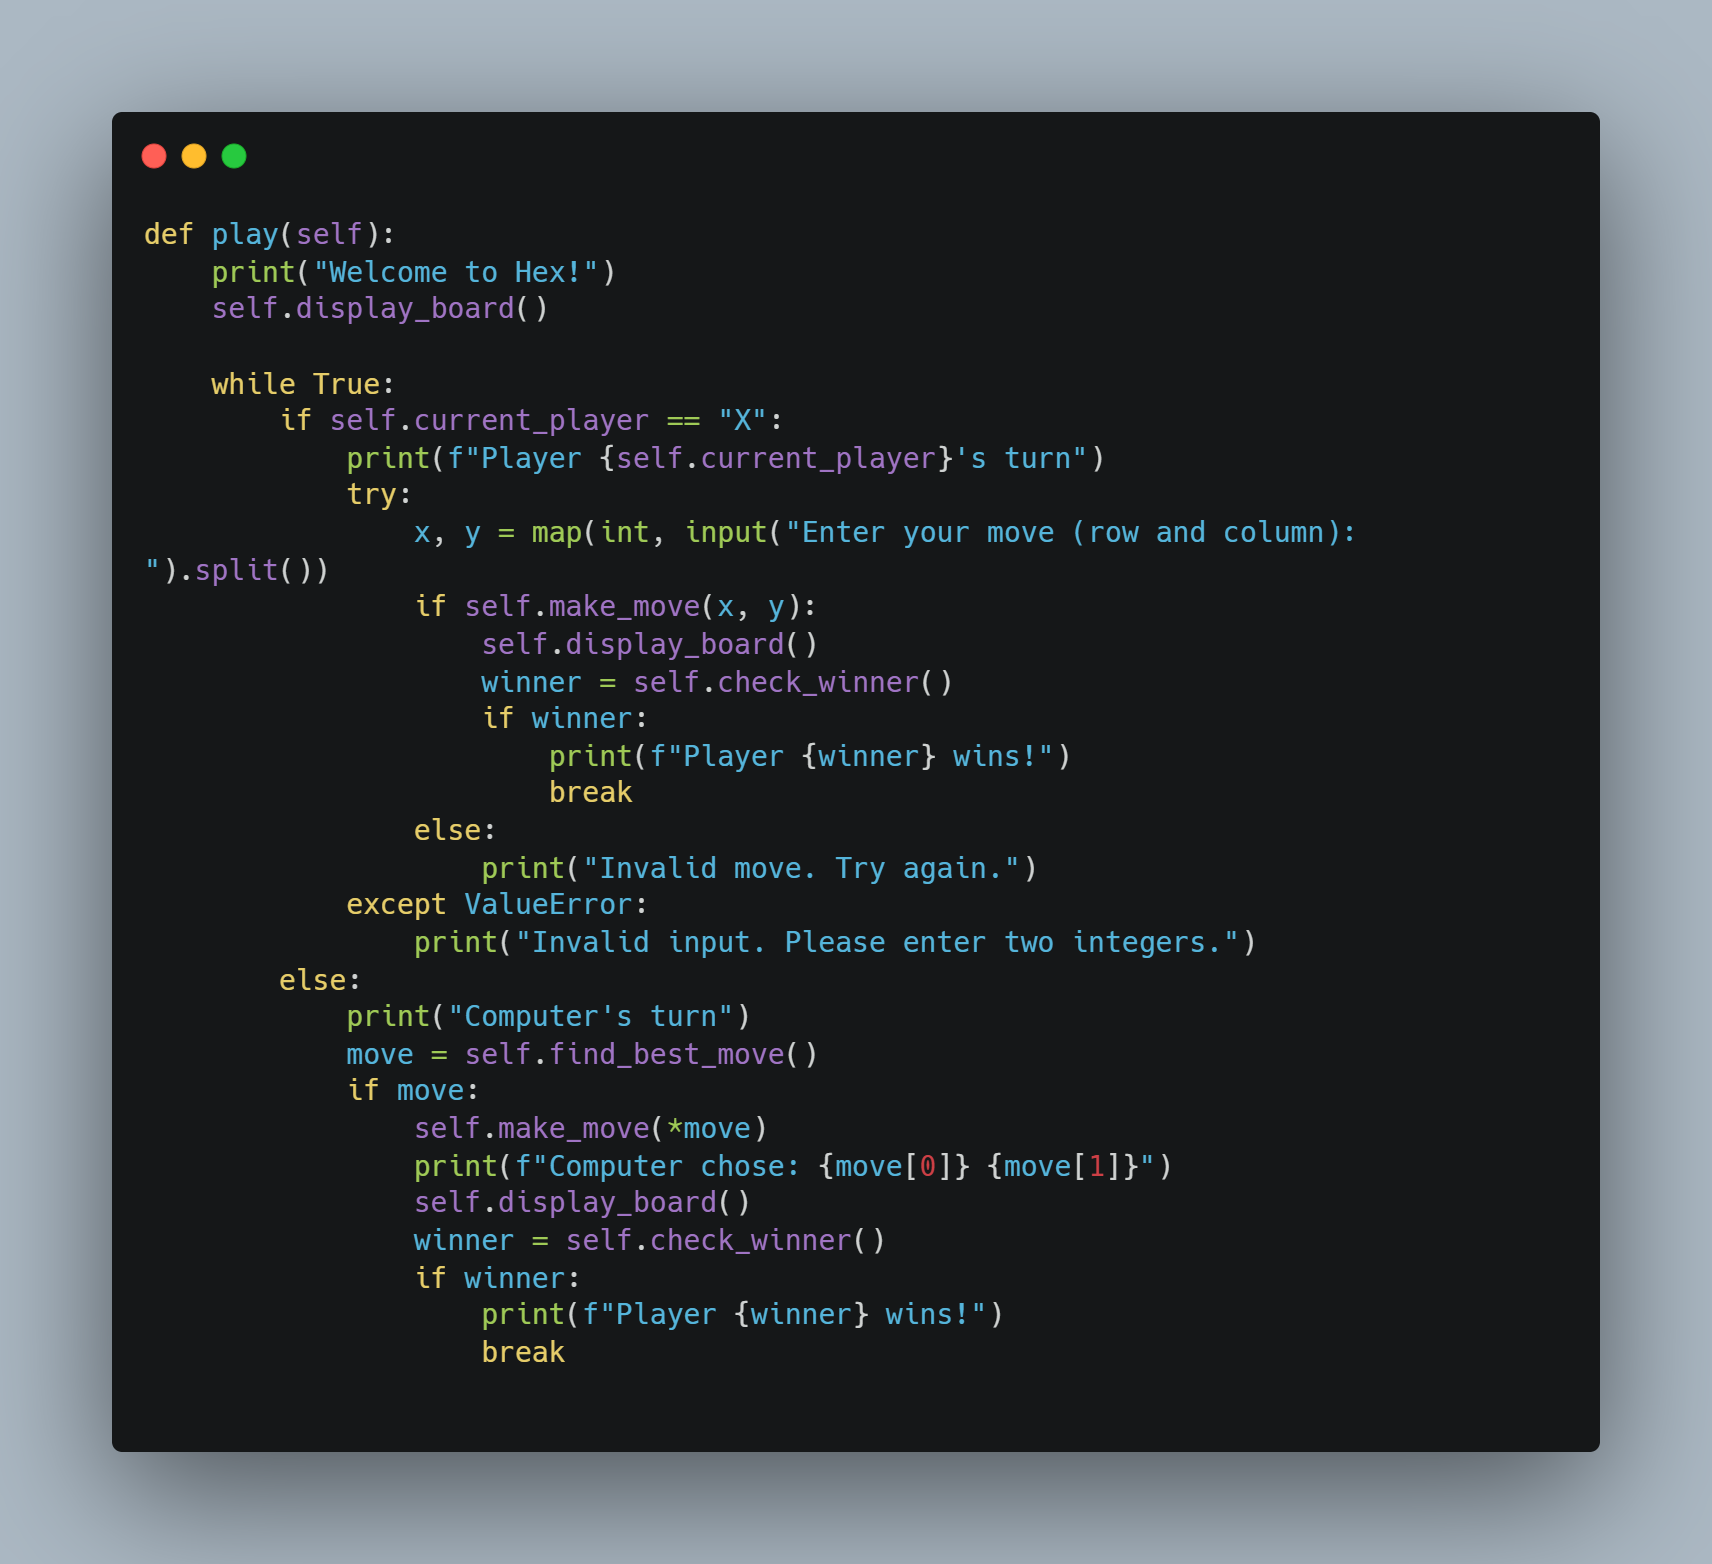 def play(self):
    print("Welcome to Hex!")
    self.display_board()

    while True:
        if self.current_player == "X":
            print(f"Player {self.current_player}'s turn")
            try:
                x, y = map(int, input("Enter your move (row and column):
").split())
                if self.make_move(x, y):
                    self.display_board()
                    winner = self.check_winner()
                    if winner:
                        print(f"Player {winner} wins!")
                        break
                else:
                    print("Invalid move. Try again.")
            except ValueError:
                print("Invalid input. Please enter two integers.")
        else:
            print("Computer's turn")
            move = self.find_best_move()
            if move:
                self.make_move(*move)
                print(f"Computer chose: {move[0]} {move[1]}")
                self.display_board()
                winner = self.check_winner()
                if winner:
                    print(f"Player {winner} wins!")
                    break